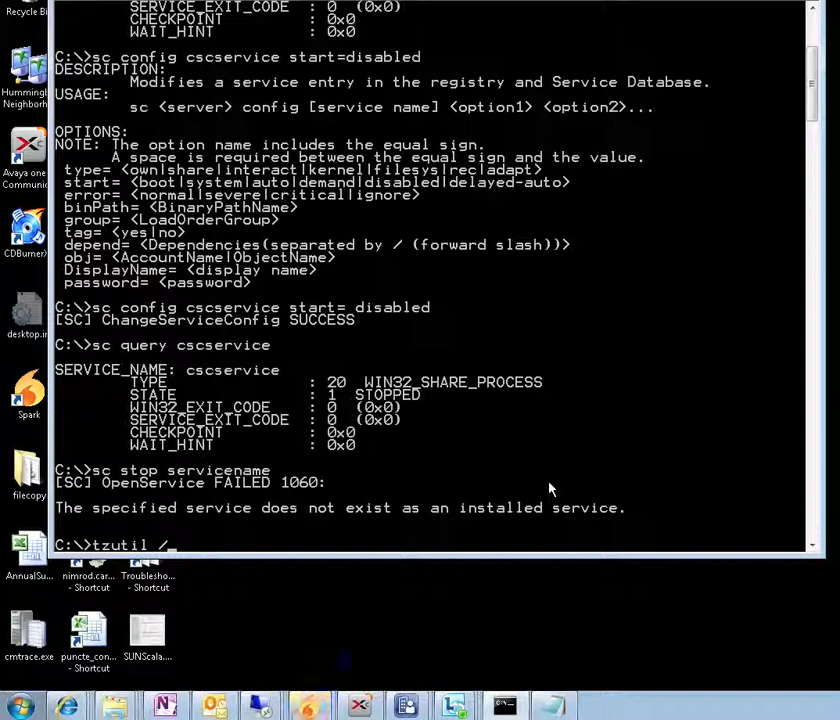 SERVICE_EXIT_CODE : 0 (0x0)
CHECKPOINT : 0x0
WAIT_HINT : 0x0
C:\>sc config cscservice start=disabled
DESCRIPTION:
Modifies a service entry in the registry and Service Database.
USAGE:
sc <server> config [service name] <option1> <option2>...
OPTIONS:
NOTE: The option name includes the equal sign.
A space is required between the equal sign and the value.
type= <own|share|interact|kernel|filesys|rec|adapt>
start= <boot|system|auto|demand|disabled|delayed-auto>
error= <normal|severe|critical|ignore>
binPath= <BinaryPathName>
group= <LoadOrderGroup>
tag= <yes|no>
depend= <Dependencies(separated by / (forward slash))>
obj= <AccountName|ObjectName>
DisplayName= <display name>
password= <password>
C:\>sc config cscservice start= disabled
[SC] ChangeServiceConfig SUCCESS
C:\>sc query cscservice
SERVICE_NAME: cscservice
TYPE : 20 WIN32_SHARE_PROCESS
STATE : 1 STOPPED
WIN32_EXIT_CODE : 0 (0x0)
SERVICE_EXIT_CODE : 0 (0x0)
CHECKPOINT : 0x0
WAIT_HINT : 0x0
C:\>sc stop servicename
[SC] OpenService FAILED 1060:
The specified service does not exist as an installed service.
C:\>tzutil /
Recycle Bi
Hummin
Neighbor
Avaya one
Commun
CDBurner
desktop.in
Spark
filecopy
AnnualSu...
nimrod.car...
- Shortcut
Troublesho...
- Shortcut
cmtrace.exe
puncte_con...
- Shortcut
SUNScala....